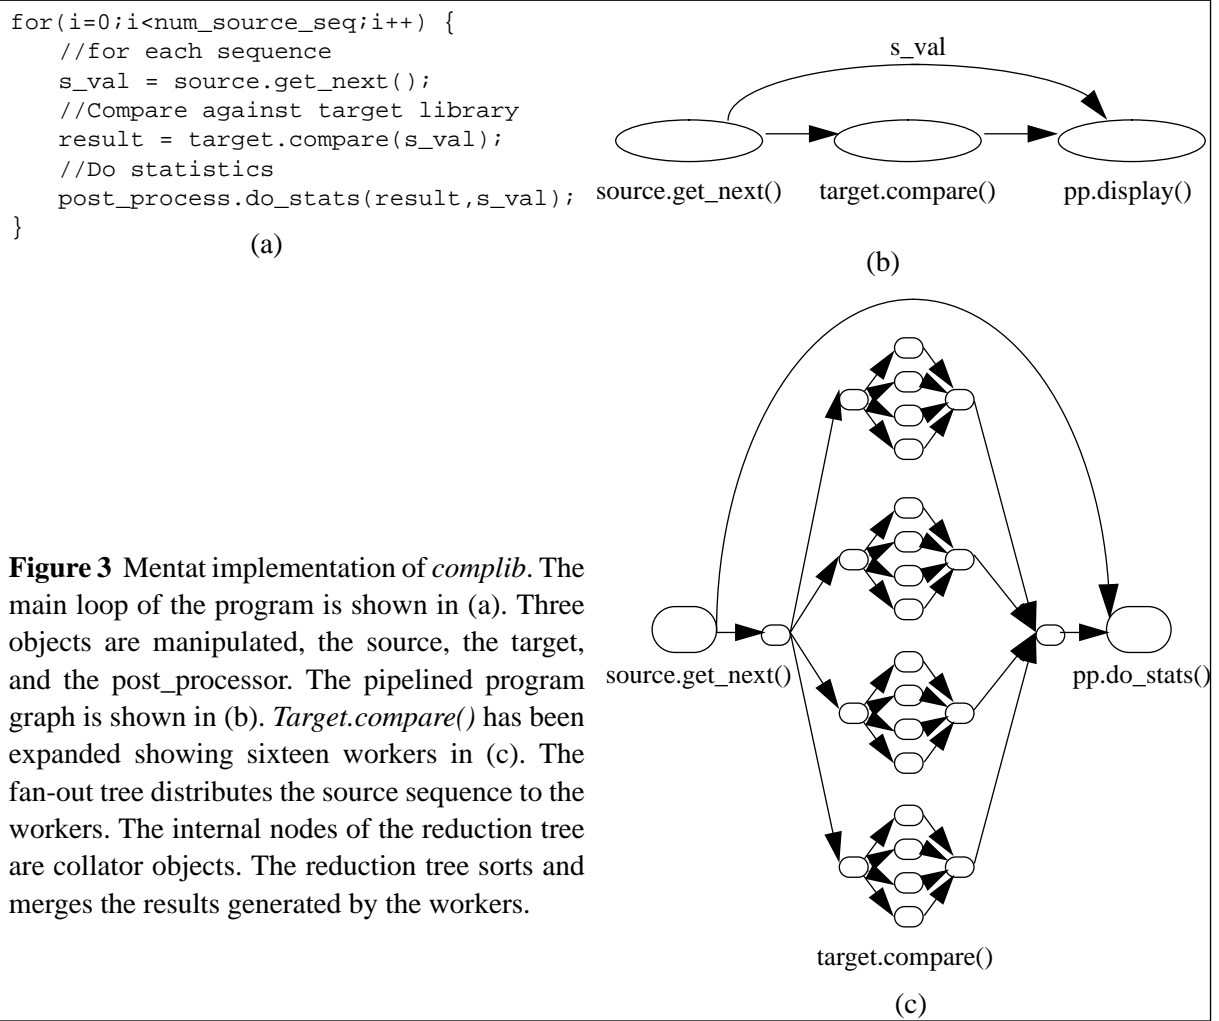 for(i=0;i<num_source_seq;i++) {
//for each sequence
s_val = source.get_next();
//Compare against target library
result = target.compare(s_val);
//Do statistics
post_process.do_stats(result,s_val);
}
(a)
s_val
source.get_next()
target.compare()
pp.display()
(b)
Figure 3 Mentat implementation of complib. The
main loop of the program is shown in (a). Three
objects are manipulated, the source, the target,
and the post_processor. The pipelined program
graph is shown in (b). Target.compare() has been
expanded showing sixteen workers in (c). The
fan-out tree distributes the source sequence to the
workers. The internal nodes of the reduction tree
are collator objects. The reduction tree sorts and
merges the results generated by the workers.
source.get_next()
pp.do_stats()
target.compare()
(c)